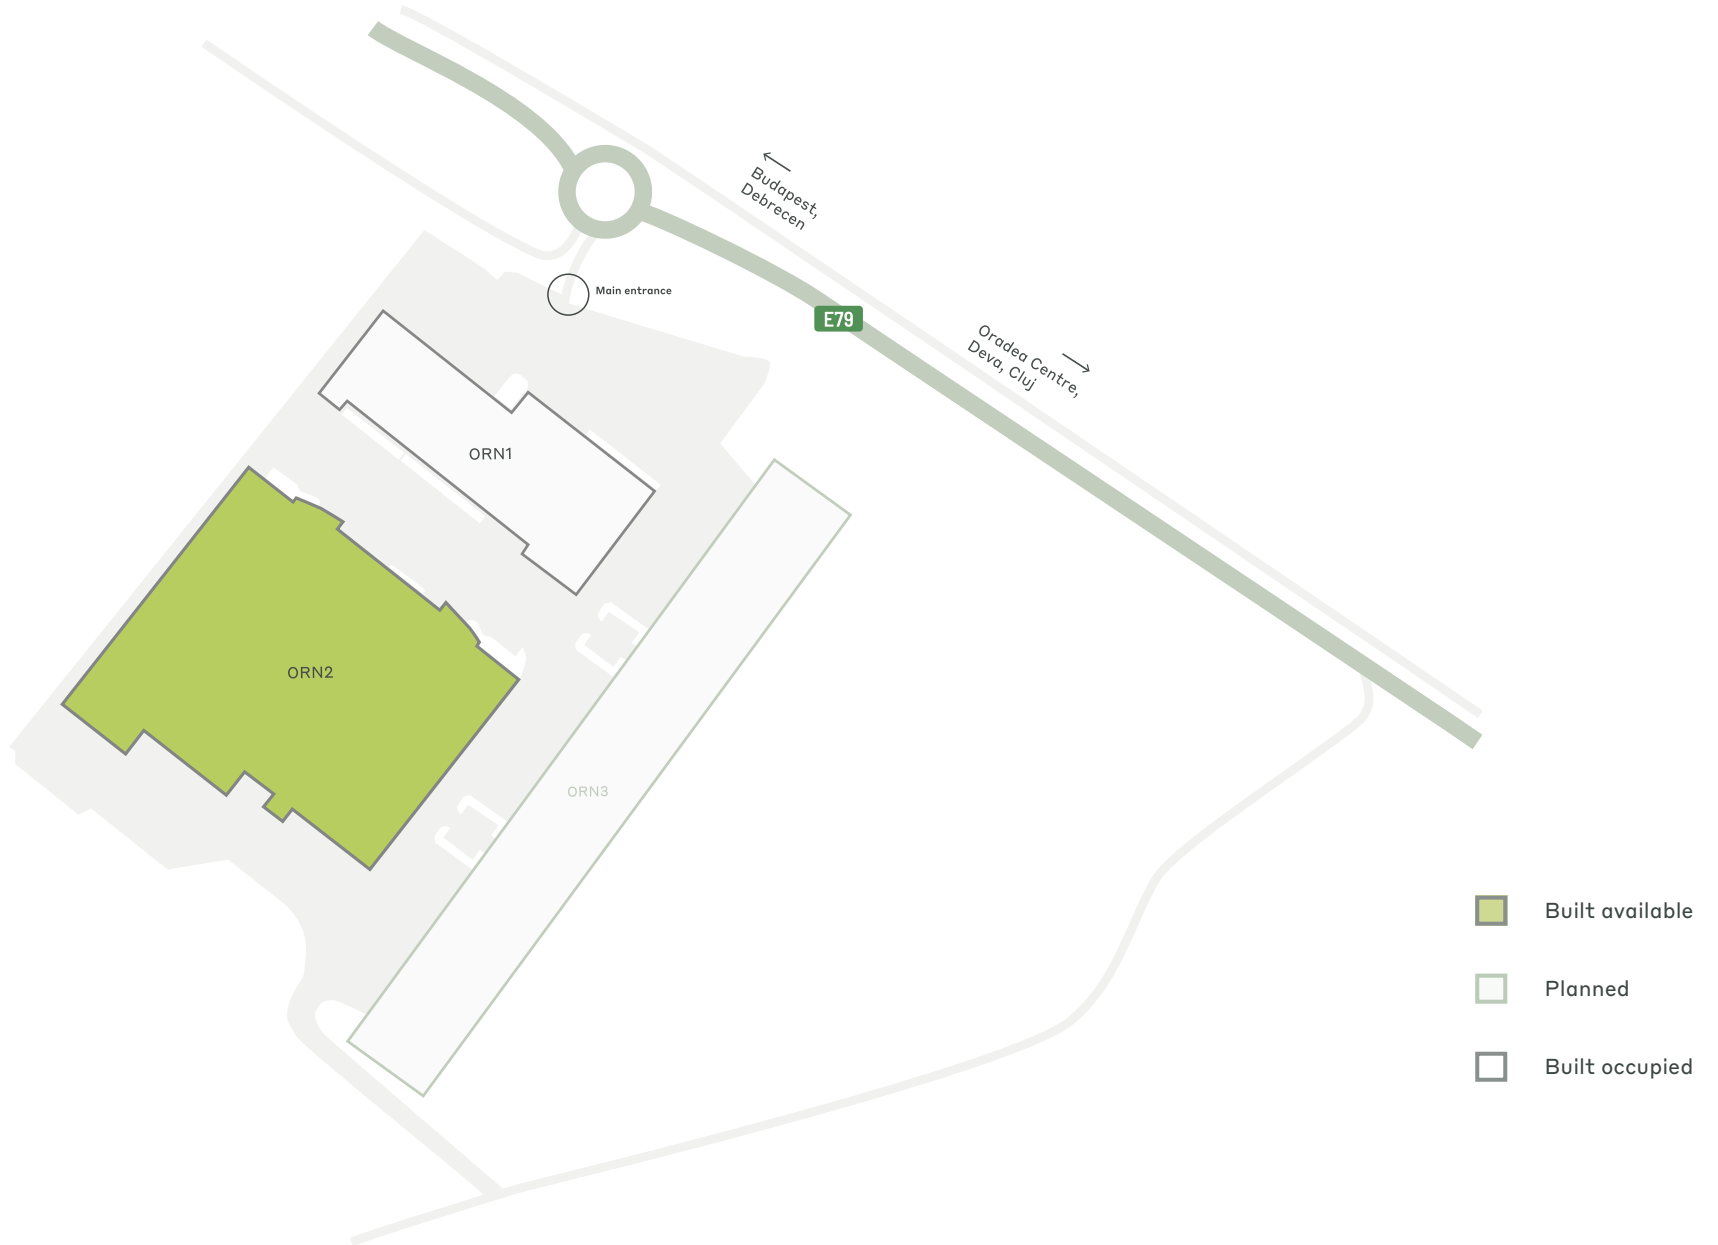 Budapest,
Debrecen
Main entrance
E79
Oradea Centre,
Deva, Cluj
ORN1
ORN2
ORN3
Built available
Planned
Built occupied